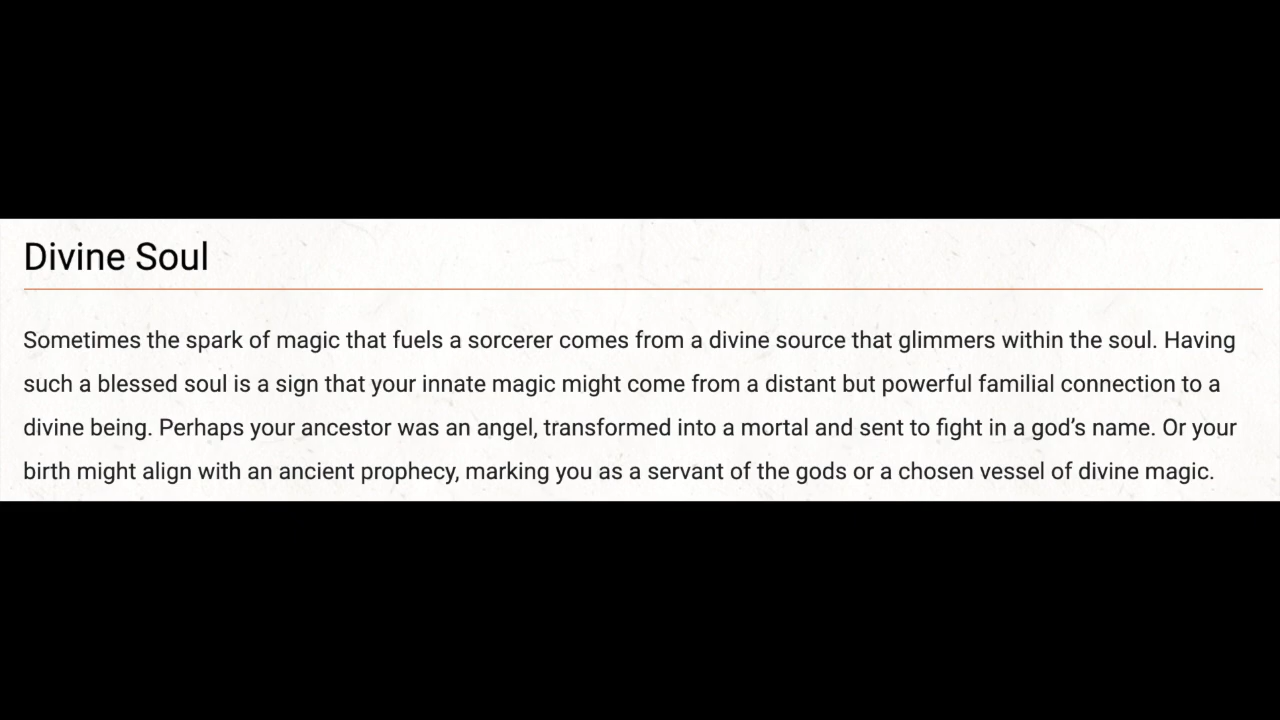 Divine Soul
Sometimes the spark of magic that fuels a sorcerer comes from a divine source that glimmers within the soul. Having
such a blessed soul is a sign that your innate magic might come from a distant but powerful familial connection to a
divine being. Perhaps your ancestor was an angel, transformed into a mortal and sent to fight in a god’s name. Or your
birth might align with an ancient prophecy, marking you as a servant of the gods or a chosen vessel of divine magic.